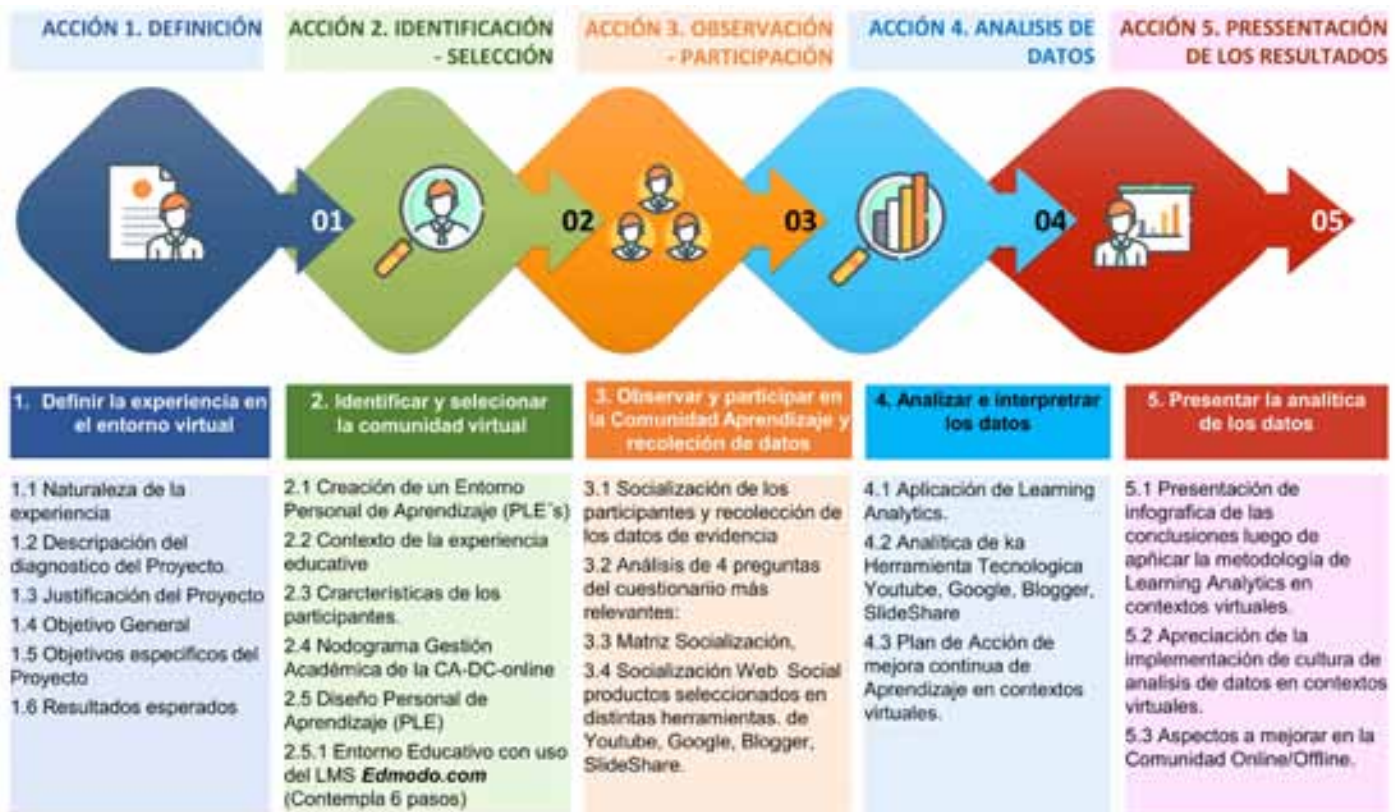 ACCIÓN 1. DEFINICIÓN
ACCIÓN 2. IDENTIFICACIÓN
- SELECCIÓN
ACCIÓN 3. OBSERVACIÓN
- PARTICIPACIÓN
ACCIÓN 4. ANALISIS DE
DATOS
ACCIÓN 5. PRESSENTACIÓN
DE LOS RESULTADOS
01
02
03
04
05
1. Definir la experiencia en
el entorno virtual
1.1 Naturaleza de la
experiencia
1.2 Descripación del
diagnostico del Proyecto.
1.3 Justificación del Proyecto
1.4 Objetivo General
1.5 Objetivos especificos del
Proyecto
1.6 Resultados esperados
2. Identificar y selecionar
la comunidad virtual
2.1 Creación de un Entorno
Personal de Aprendizaje (PLE´s)
2.2 Contexto de la experiencia
educative
2.3 Crarcterísticas de los
participantes.
2.4 Nodograma Gestión
Académica de la CA-DC-online
2.5 Diseño Personal de
Aprendizaje (PLE)
2.5.1 Entorno Educativo con uso
del LMS Edmodo.com
(Contempla 6 pasos)
3. Observar y participar en
la Comunidad Aprendizaje y
recoleción de datos
3.1 Socialización de los
participantes y recolección de
los datos de evidencia
3.2 Análisis de 4 preguntas
del cuestionario más
relevantes:
3.3 Matriz Socialización,
3.4 Socialización Web Social
productos seleccionados en
distintas herramientas. de
Youtube, Google, Blogger,
SlideShare.
4. Analizar e interpretrar
los datos
4.1 Aplicación de Learning
Analytics.
4.2 Analítica de ka
Herramienta Tecnologica
Youtube, Google, Blogger,
SlideShare
4.3 Plan de Acción de
mejora continua de
Aprendizaje en contextos
virtuales.
5. Presentar la analítica
de los datos
5.1 Presentación de
infografica de las
conclusiones luego de
apñicar la metodología de
Learning Analytics en
contextos virtuales.
5.2 Apreciación de la
implementación de cultura de
analisis de datos en contextos
virtuales.
5.3 Aspectos a mejorar en la
Comunidad Online/Offline.